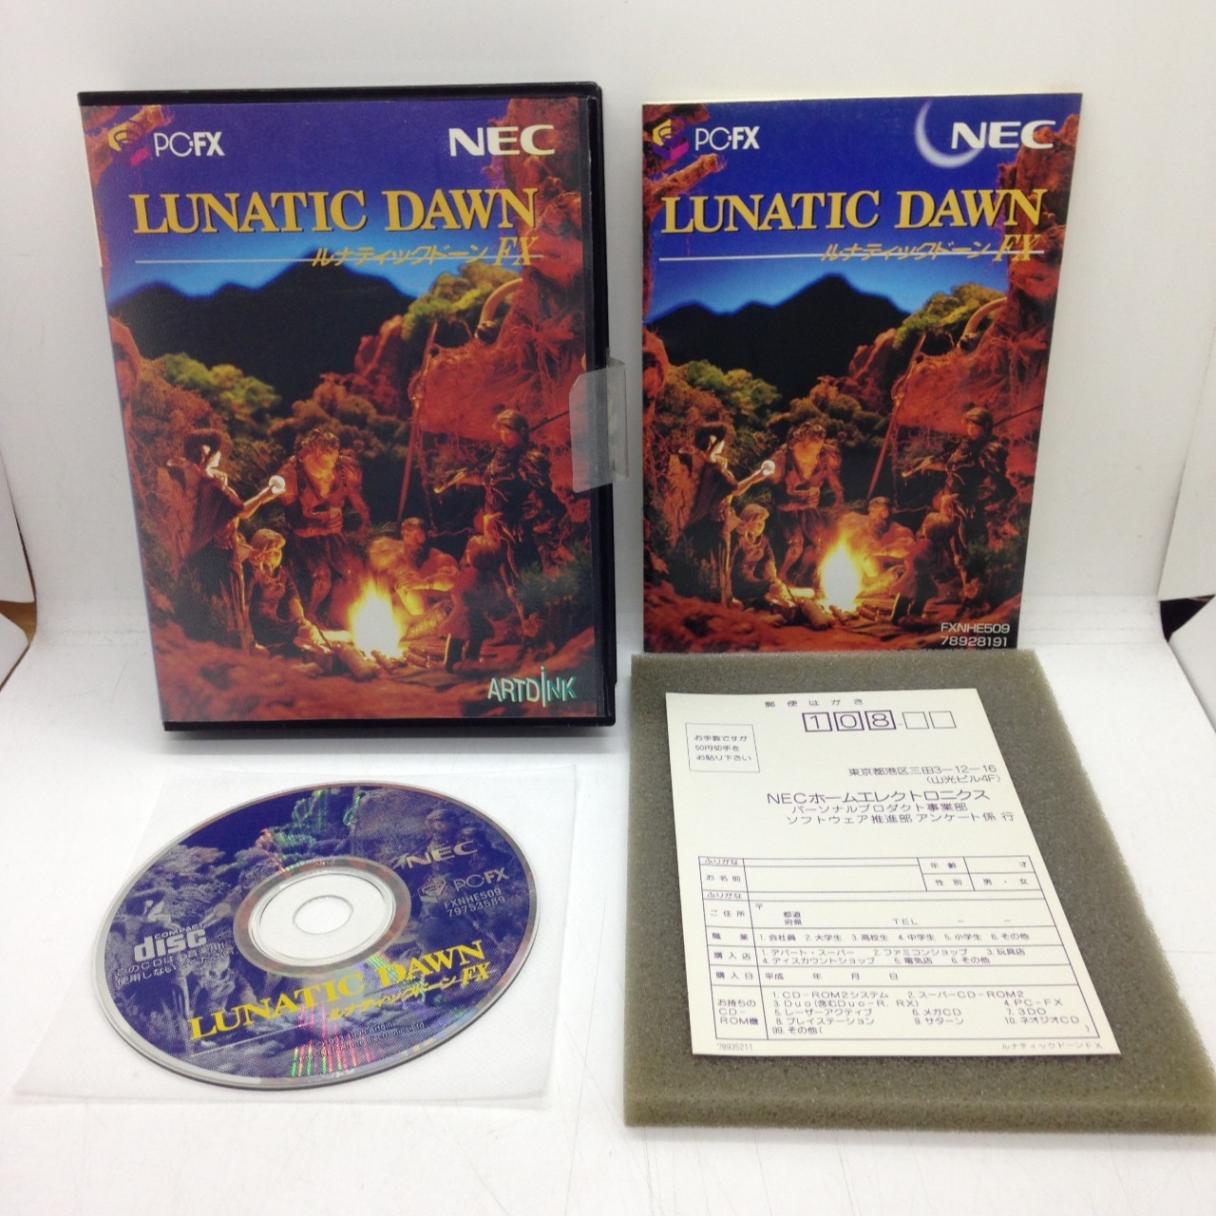 PC-FX
NEC
LUNATIC DAWN
ルナティックドーン FX
ARTDINK
PC-FX
NEC
LUNATIC DAWN
ルナティックドーン FX
FXNHE509
78928191
NEC
PC-FX
FXNHE509
79753589
COMPACT
disc
LUNATIC DAWN
ルナティックドーン FX
郵便はがき
108-
お手数ですが
50円切手を
お貼り下さい
東京都港区三田3-12-16
(山光ビル4F)
NECホームエレクトロニクス
パーソナルプロダクト事業部
ソフトウェア推進部 アンケート係 行
ふりがな
お名前
年齢 才
性別 男・女
ふりがな
ご住所 〒 都道府県 TEL - -
職業 1.会社員 2.大学生 3.高校生 4.中学生 5.小学生 6.その他
購入店 1.デパート・スーパー 2.ファミコンショップ 3.玩具店
4.ディスカウントショップ 5.電気店 6.その他
購入日 平成 年 月 日
お持ちのCD-ROM機 1.CD-ROM2システム 2.スーパーCD-ROM2
3.Duo(含むDuo-R、RX) 4.PC-FX
5.レーザーアクティブ 6.メガCD 7.3DO
8.プレイステーション 9.サターン 10.ネオジオCD
99.その他( )
78935211 ルナティックドーンFX